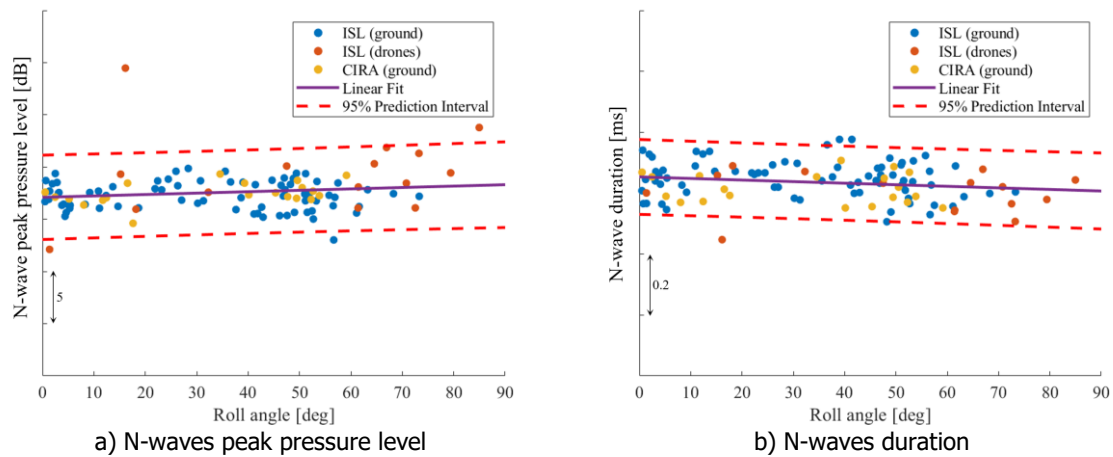 ISL (ground)
ISL (drones)
CIRA (ground)
Linear Fit
95% Prediction Interval
N-wave peak pressure level [dB]
5
0 10 20 30 40 50 60 70 80 90
Roll angle [deg]
a) N-waves peak pressure level
ISL (ground)
ISL (drones)
CIRA (ground)
Linear Fit
95% Prediction Interval
N-wave duration [ms]
0.2
0 10 20 30 40 50 60 70 80 90
Roll angle [deg]
b) N-waves duration